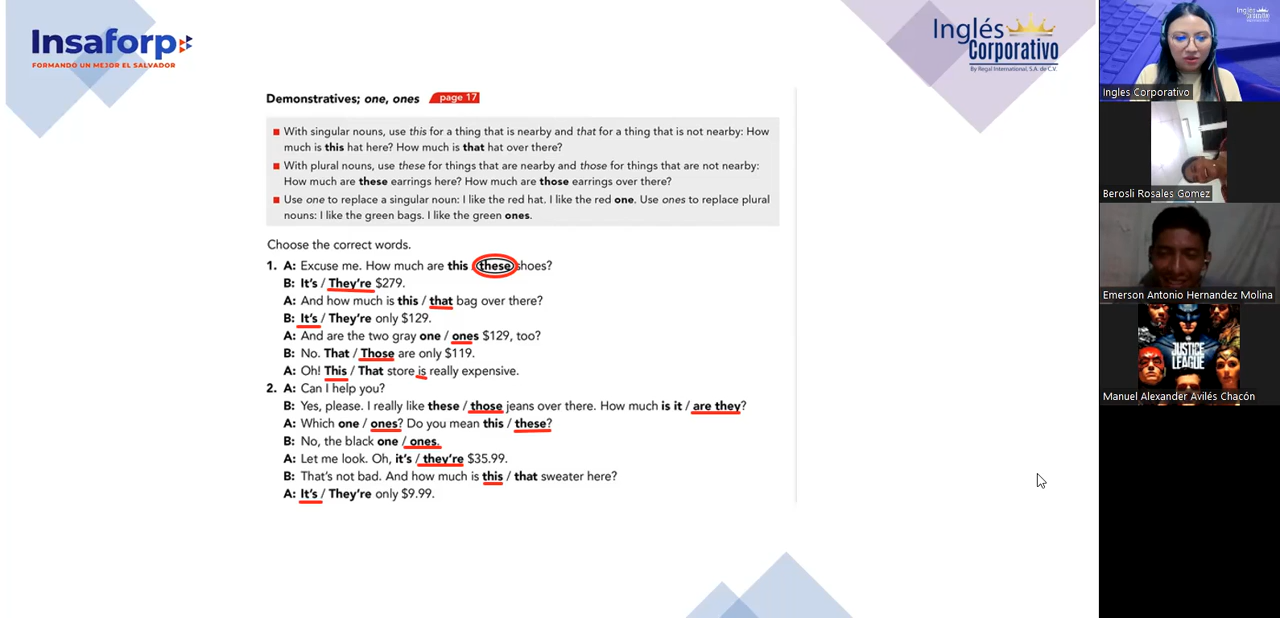 Insaforp
FORMANDO UN MEJOR EL SALVADOR
Inglés
Corporativo
By Regal International, S.A. de C.V.
Demonstratives; one, ones page 17
With singular nouns, use this for a thing that is nearby and that for a thing that is not nearby: How
much is this hat here? How much is that hat over there?
With plural nouns, use these for things that are nearby and those for things that are not nearby:
How much are these earrings here? How much are those earrings over there?
Use one to replace a singular noun: I like the red hat. I like the red one. Use ones to replace plural
nouns: I like the green bags. I like the green ones.
Choose the correct words.
1. A: Excuse me. How much are this / these shoes?
B: It's / They're $279.
A: And how much is this / that bag over there?
B: It's / They're only $129.
A: And are the two gray one / ones $129, too?
B: No. That / Those are only $119.
A: Oh! This / That store is really expensive.
2. A: Can I help you?
B: Yes, please. I really like these / those jeans over there. How much is it / are they?
A: Which one / ones? Do you mean this / these?
B: No, the black one / ones.
A: Let me look. Oh, it's / they're $35.99.
B: That's not bad. And how much is this / that sweater here?
A: It's / They're only $9.99.
Ingles Corporativo
Berosli Rosales Gomez
Emerson Antonio Hernandez Molina
JUSTICE
LEAGUE
Manuel Alexander Avilés Chacón